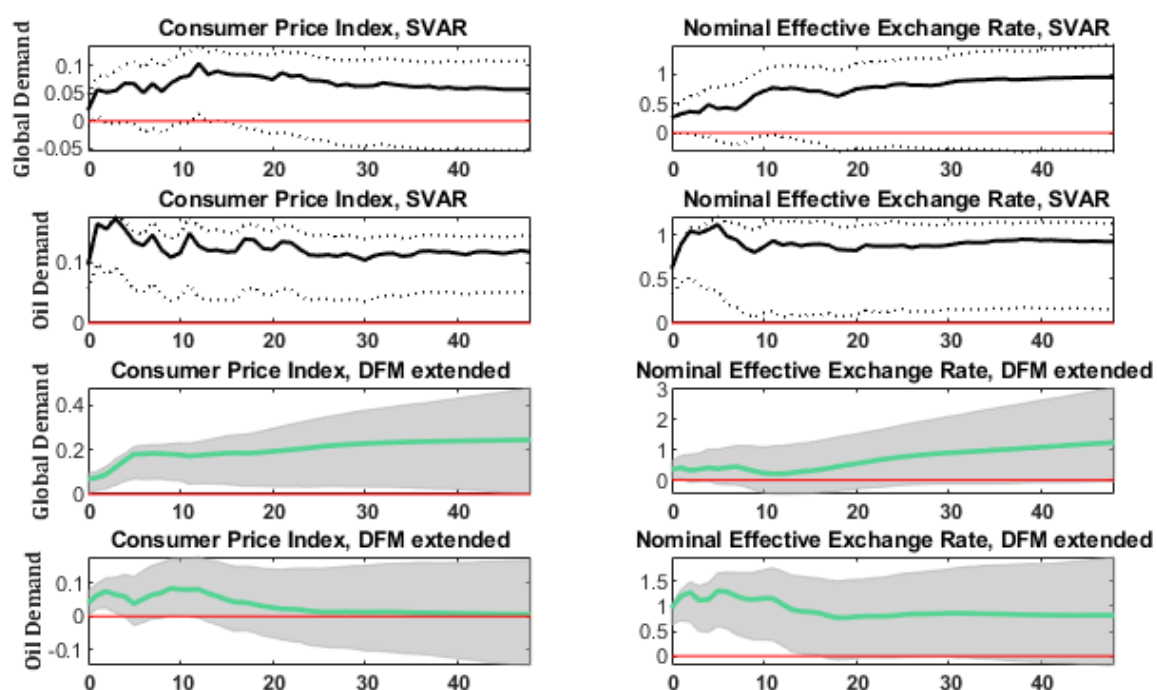 Consumer Price Index, SVAR
Global Demand
0.1
0.05
0
-0.05
0 10 20 30 40
Nominal Effective Exchange Rate, SVAR
1
0.5
0
0 10 20 30 40
Consumer Price Index, SVAR
Oil Demand
0.1
0
0 10 20 30 40
Nominal Effective Exchange Rate, SVAR
1
0.5
0
0 10 20 30 40
Consumer Price Index, DFM extended
Global Demand
0.4
0.2
0
0 10 20 30 40
Nominal Effective Exchange Rate, DFM extended
3
2
1
0
0 10 20 30 40
Consumer Price Index, DFM extended
Oil Demand
0.1
0
-0.1
0 10 20 30 40
Nominal Effective Exchange Rate, DFM extended
1.5
1
0.5
0
0 10 20 30 40